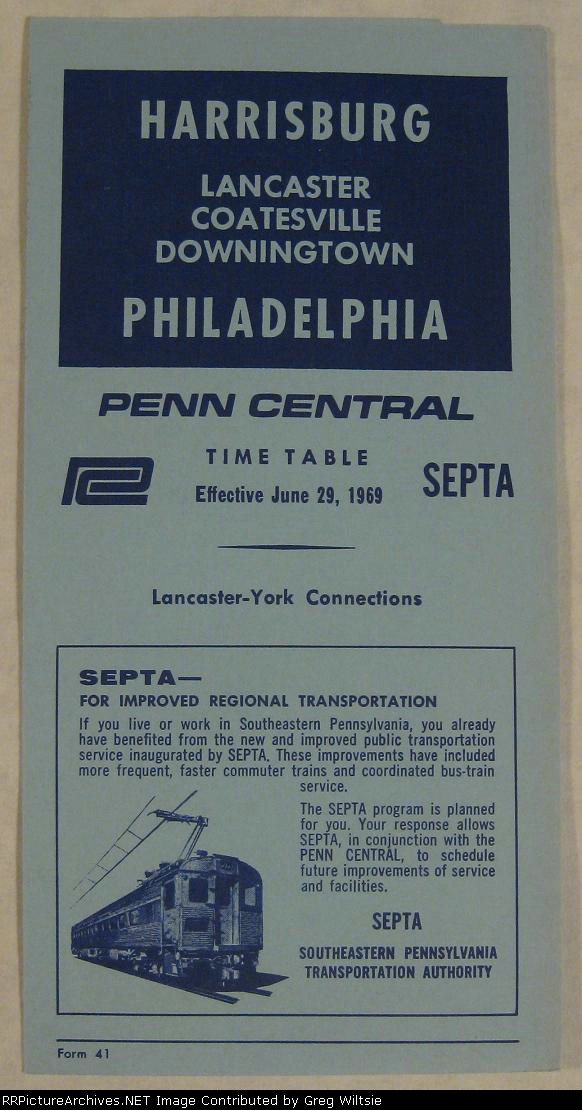 HARRISBURG
LANCASTER
COATESVILLE
DOWNINGTOWN
PHILADELPHIA
PENN CENTRAL
TIME TABLE
Effective June 29, 1969
SEPTA
Lancaster-York Connections
SEPTA—
FOR IMPROVED REGIONAL TRANSPORTATION
If you live or work in Southeastern Pennsylvania, you already
have benefited from the new and improved public transportation
service inaugurated by SEPTA. These improvements have included
more frequent, faster commuter trains and coordinated bus-train
service.
The SEPTA program is planned
for you. Your response allows
SEPTA, in conjunction with the
PENN CENTRAL, to schedule
future improvements of service
and facilities.
SEPTA
SOUTHEASTERN PENNSYLVANIA
TRANSPORTATION AUTHORITY
Form 41
RRPictureArchives.NET Image Contributed by Greg Wiltsie